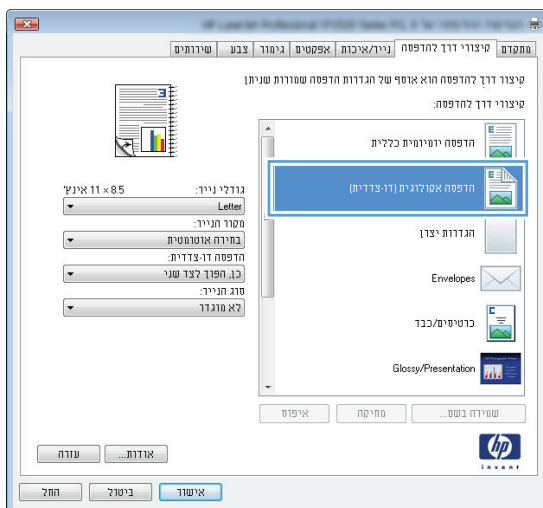 מתקדם קיצורי דרך להדפסה נייר/איכות אפקטים גימור צבע שירותים
קיצור דרך להדפסה הוא אוסף של הגדרות הדפסה שמורות שניתן
קיצורי דרך להדפסה:
הדפסה יומיומית כללית
הדפסה אקולוגית (דו-צדדית)
הגדרות יצרן
Envelopes
כרטיסים/כבד
Glossy/Presentation
שמירה בשם...
מחיקה
איפוס
גודלי נייר:
8.5 × 11 אינץ'
Letter
מקור הנייר:
בחירה אוטומטית
הדפסה דו-צדדית:
כן, הפוך לצד שני
סוג הנייר:
לא מוגדר
hp
invent
אודות...
עזרה
אישור
ביטול
החל